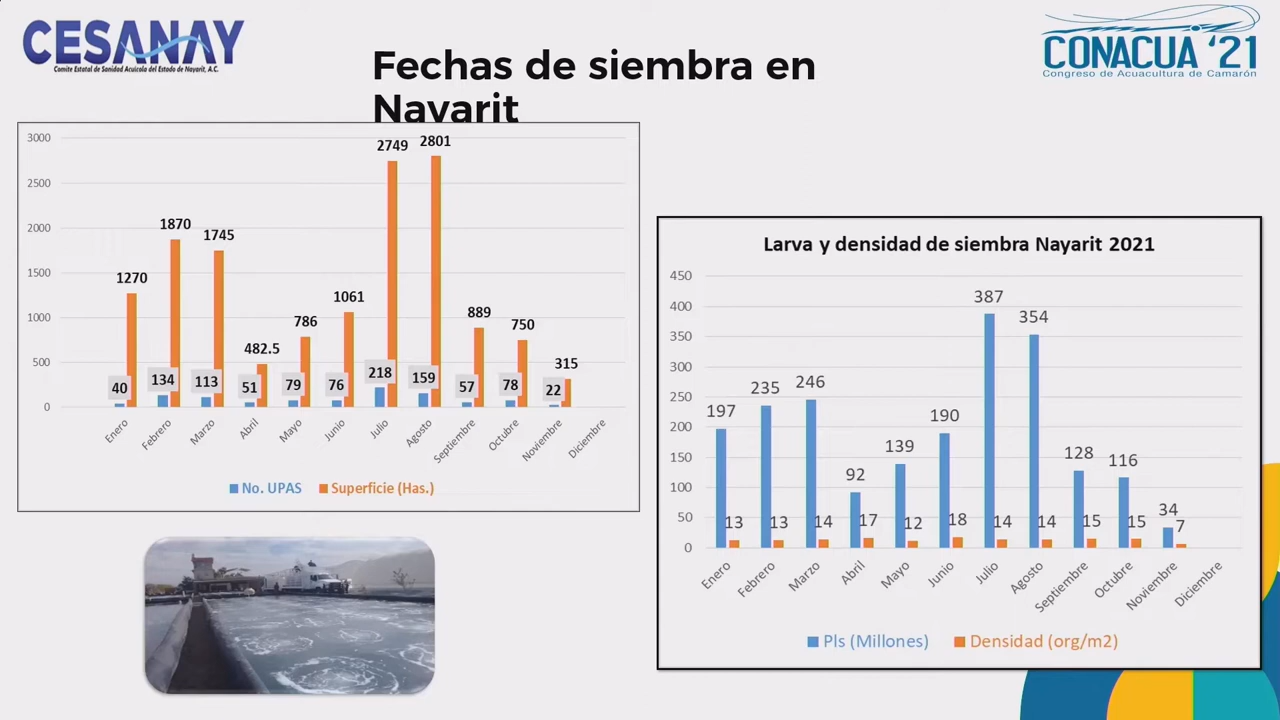 CESANAY
Comite Estatal de Sanidad Acuícola del Estado de Nayarit, A.C.
Fechas de siembra en
Nayarit
CONACUA ‘21
Congreso de Acuacultura de Camarón
3000
2500
2000
1500
1000
500
0
1270
1870
1745
482.5
786
1061
2749
2801
889
750
315
40
134
113
51
79
76
218
159
57
78
22
Enero
Febrero
Marzo
Abril
Mayo
Junio
Julio
Agosto
Septiembre
Octubre
Noviembre
Diciembre
No. UPAS
Superficie (Has.)
Larva y densidad de siembra Nayarit 2021
450
400
350
300
250
200
150
100
50
0
197
235
246
92
139
190
387
354
128
116
34
13
13
14
17
12
18
14
14
15
15
7
Enero
Febrero
Marzo
Abril
Mayo
Junio
Julio
Agosto
Septiembre
Octubre
Noviembre
Diciembre
Pls (Millones)
Densidad (org/m2)